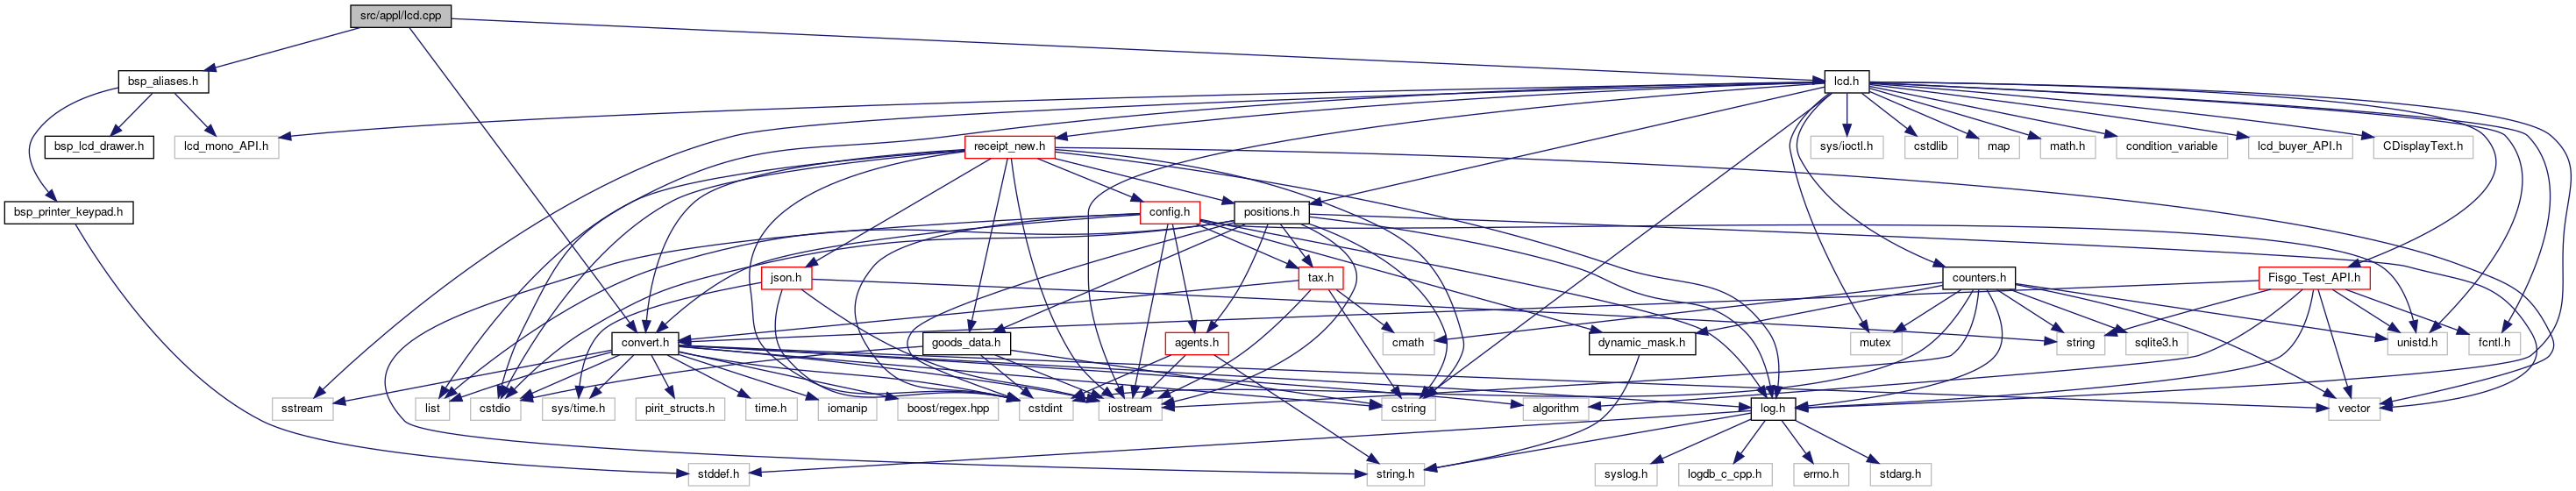 src/appl/lcd.cpp
bsp_aliases.h
lcd.h
bsp_lcd_drawer.h
lcd_mono_API.h
receipt_new.h
sys/ioctl.h
cstdlib
map
math.h
condition_variable
lcd_buyer_API.h
CDisplayText.h
bsp_printer_keypad.h
config.h
positions.h
json.h
tax.h
counters.h
Fisgo_Test_API.h
convert.h
goods_data.h
agents.h
cmath
dynamic_mask.h
mutex
string
sqlite3.h
unistd.h
fcntl.h
sstream
list
cstdio
sys/time.h
pirit_structs.h
time.h
iomanip
boost/regex.hpp
cstdint
iostream
cstring
algorithm
log.h
vector
stddef.h
string.h
syslog.h
logdb_c_cpp.h
errno.h
stdarg.h